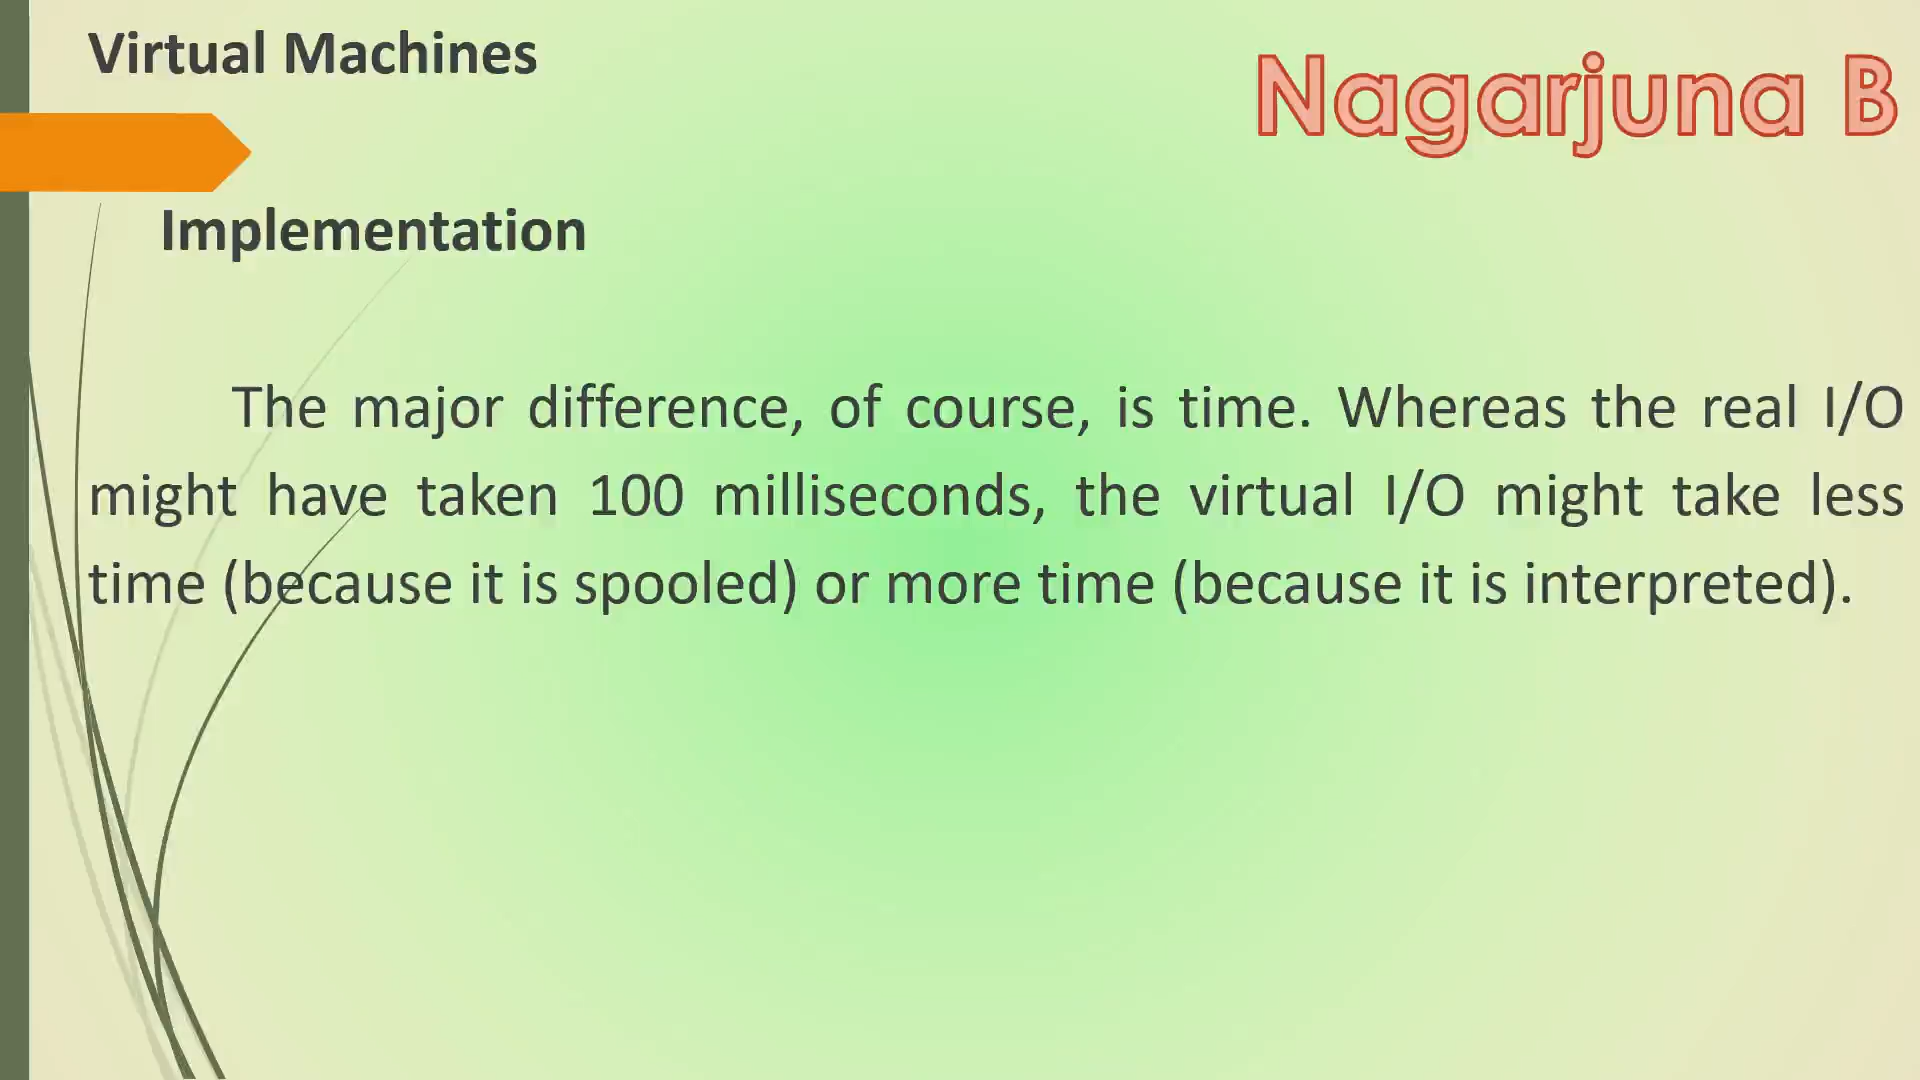 Virtual Machines
Nagarjuna B
Implementation
The major difference, of course, is time. Whereas the real I/O
might have taken 100 milliseconds, the virtual I/O might take less
time (because it is spooled) or more time (because it is interpreted).